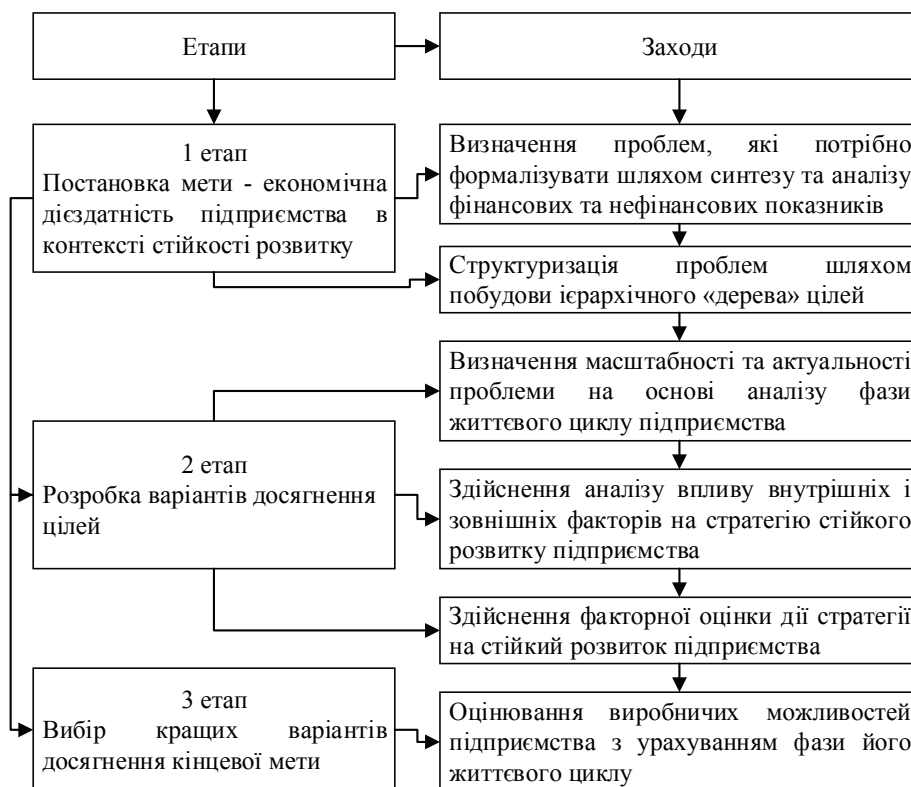 Етапи
Заходи
1 етап
Постановка мети - економічна
дієздатність підприємства в
контексті стійкості розвитку
Визначення проблем, які потрібно
формалізувати шляхом синтезу та аналізу
фінансових та нефінансових показників
Структуризація проблем шляхом
побудови ієрархічного «дерева» цілей
Визначення масштабності та актуальності
проблеми на основі аналізу фази
життєвого циклу підприємства
2 етап
Розробка варіантів досягнення
цілей
Здійснення аналізу впливу внутрішніх і
зовнішніх факторів на стратегію стійкого
розвитку підприємства
Здійснення факторної оцінки дії стратегії
на стійкий розвиток підприємства
3 етап
Вибір кращих варіантів
досягнення кінцевої мети
Оцінювання виробничих можливостей
підприємства з урахуванням фази його
життєвого циклу